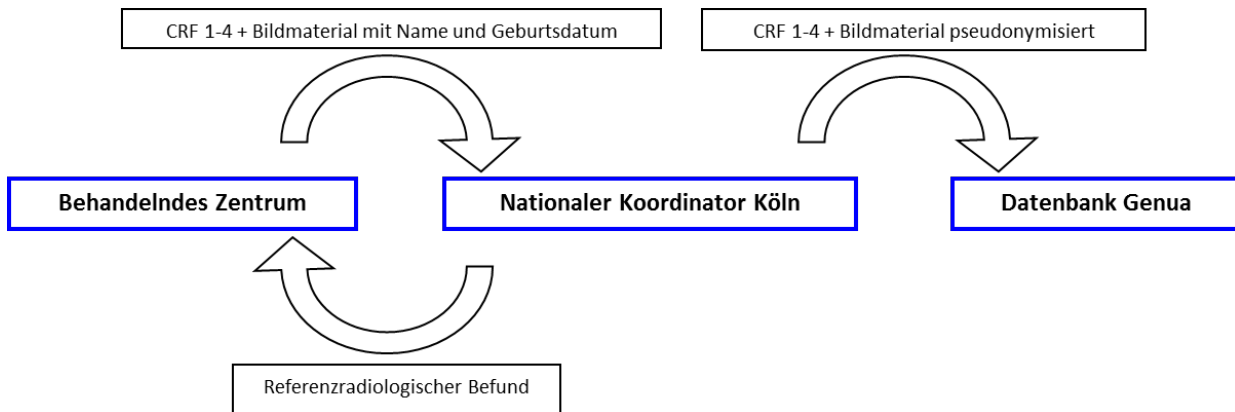 CRF 1-4 + Bildmaterial mit Name und Geburtsdatum
CRF 1-4 + Bildmaterial pseudonymisiert
Behandelndes Zentrum
Nationaler Koordinator Köln
Datenbank Genua
Referenzradiologischer Befund